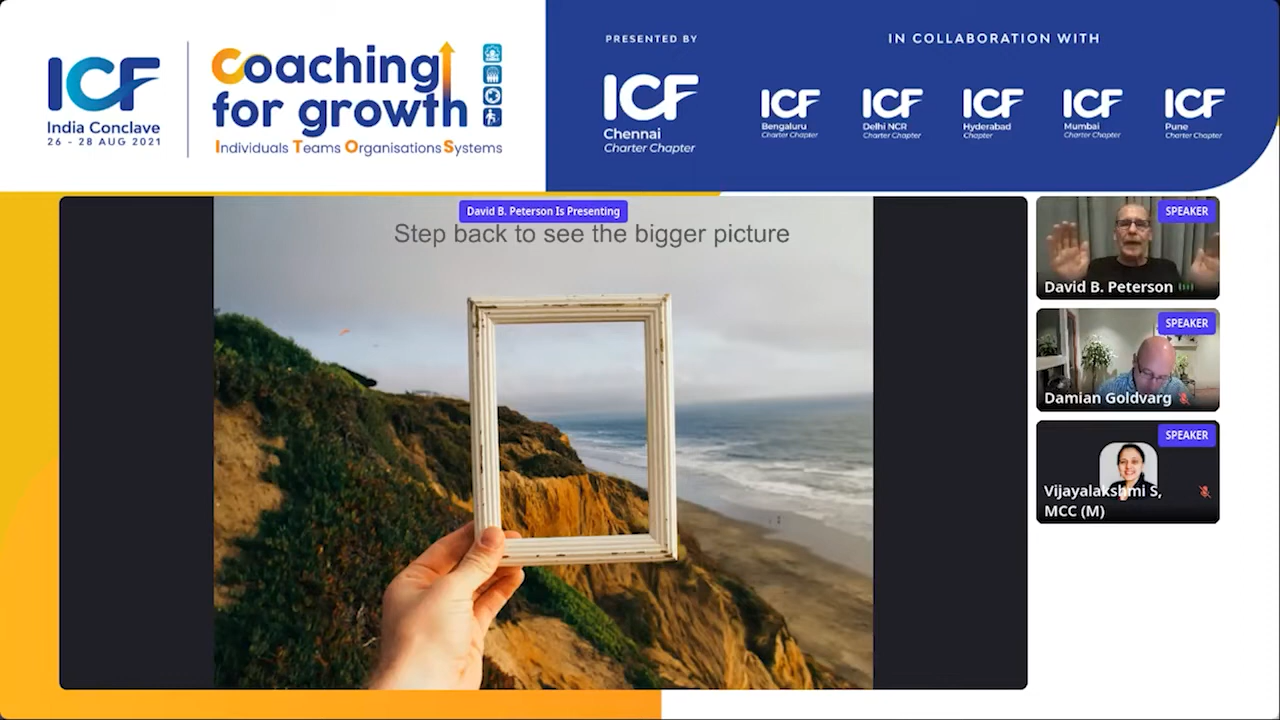 ICF
India Conclave
26 - 28 AUG 2021
Coaching
for growth
Individuals Teams Organisations Systems
PRESENTED BY
ICF
Chennai
Charter Chapter
IN COLLABORATION WITH
ICF
Bengaluru
Charter Chapter
ICF
Delhi NCR
Charter Chapter
ICF
Hyderabad
Chapter
ICF
Mumbai
Charter Chapter
ICF
Pune
Charter Chapter
David B. Peterson Is Presenting
Step back to see the bigger picture
SPEAKER
David B. Peterson
SPEAKER
Damian Goldvarg
SPEAKER
Vijayalakshmi S,
MCC (M)